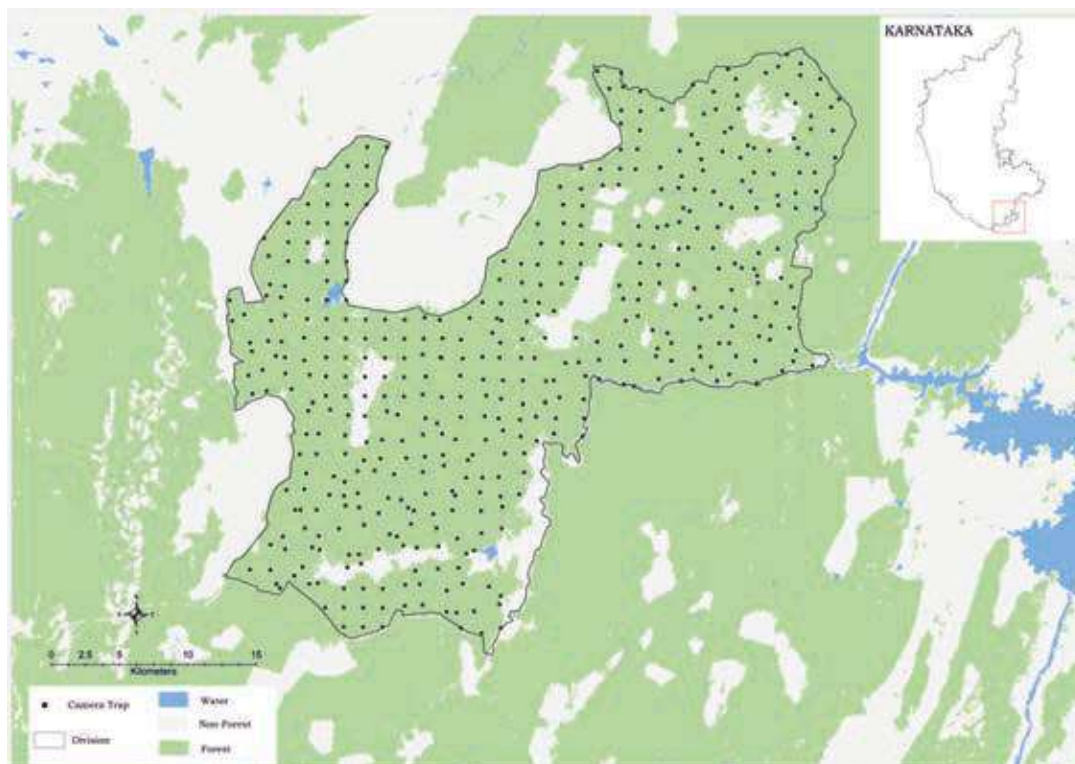 KARNATAKA
0 2.5 5 10 15
Kilometers
Camera Trap
Division
Water
Non-Forest
Forest